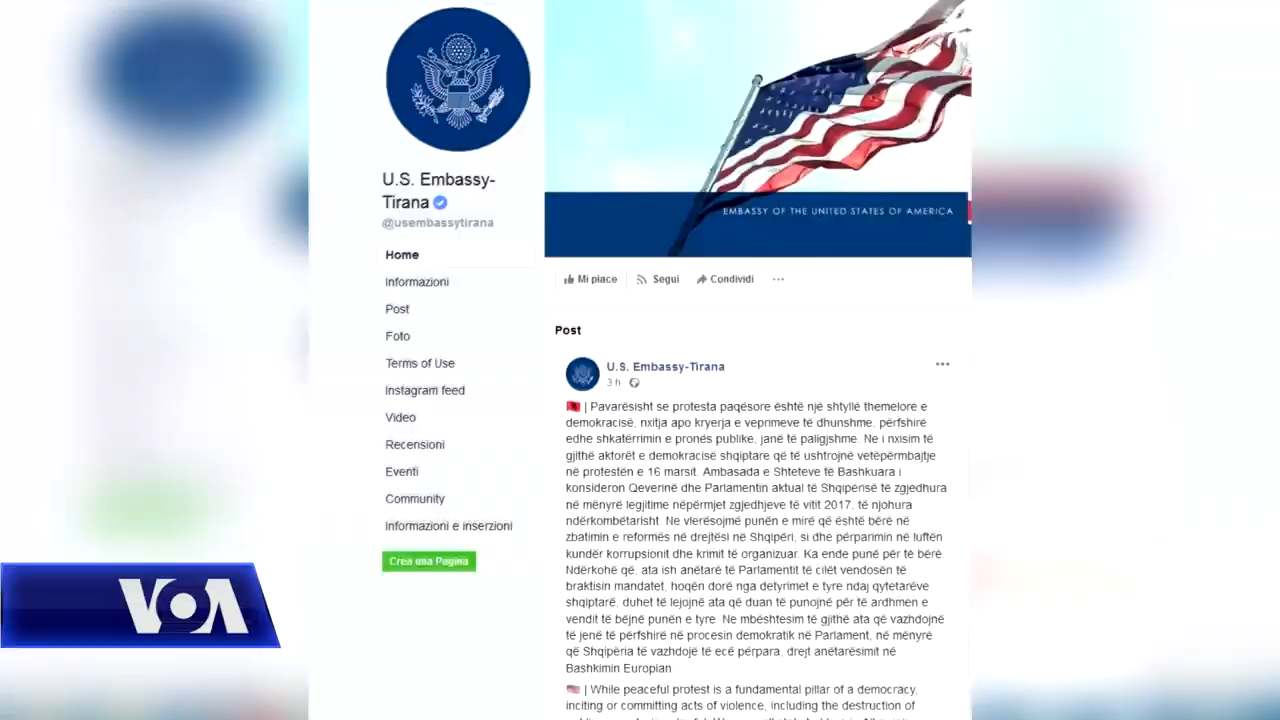 U.S. Embassy-
Tirana
@usembassytirana
Home
Informazioni
Post
Foto
Terms of Use
Instagram feed
Video
Recensioni
Eventi
Community
Informazioni e inserzioni
Crea una Pagina
EMBASSY OF THE UNITED STATES OF AMERICA
Mi piace Segui Condividi ...
Post
U.S. Embassy-Tirana
3 h
| Pavarësisht se protesta paqësore është një shtyllë themelore e
demokracisë, nxitja apo kryerja e veprimeve të dhunshme, përfshirë
edhe shkatërrimin e pronës publike, janë të paligjshme. Ne i nxisim të
gjithë aktorët e demokracisë shqiptare që të ushtrojnë vetëpërmbajtje
në protestën e 16 marsit. Ambasada e Shteteve të Bashkuara i
konsideron Qeverinë dhe Parlamentin aktual të Shqipërisë të zgjedhura
në mënyrë legjitime nëpërmjet zgjedhjeve të vitit 2017, të njohura
ndërkombëtarisht. Ne vlerësojmë punën e mirë që është bërë në
zbatimin e reformës në drejtësi në Shqipëri, si dhe përparimin në luftën
kundër korrupsionit dhe krimit të organizuar. Ka ende punë për të bërë
Ndërkohë që, ata ish anëtarë të Parlamentit të cilët vendosën të
braktisin mandatet, hoqën dorë nga detyrimet e tyre ndaj qytetarëve
shqiptarë, duhet të lejojnë ata që duan të punojnë për të ardhmen e
vendit të bëjnë punën e tyre. Ne mbështesim të gjithë ata që vazhdojnë
të jenë të përfshirë në procesin demokratik në Parlament, në mënyrë
që Shqipëria të vazhdojë të ecë përpara, drejt anëtarësimit në
Bashkimin Europian.
| While peaceful protest is a fundamental pillar of a democracy,
inciting or committing acts of violence, including the destruction of
VOA